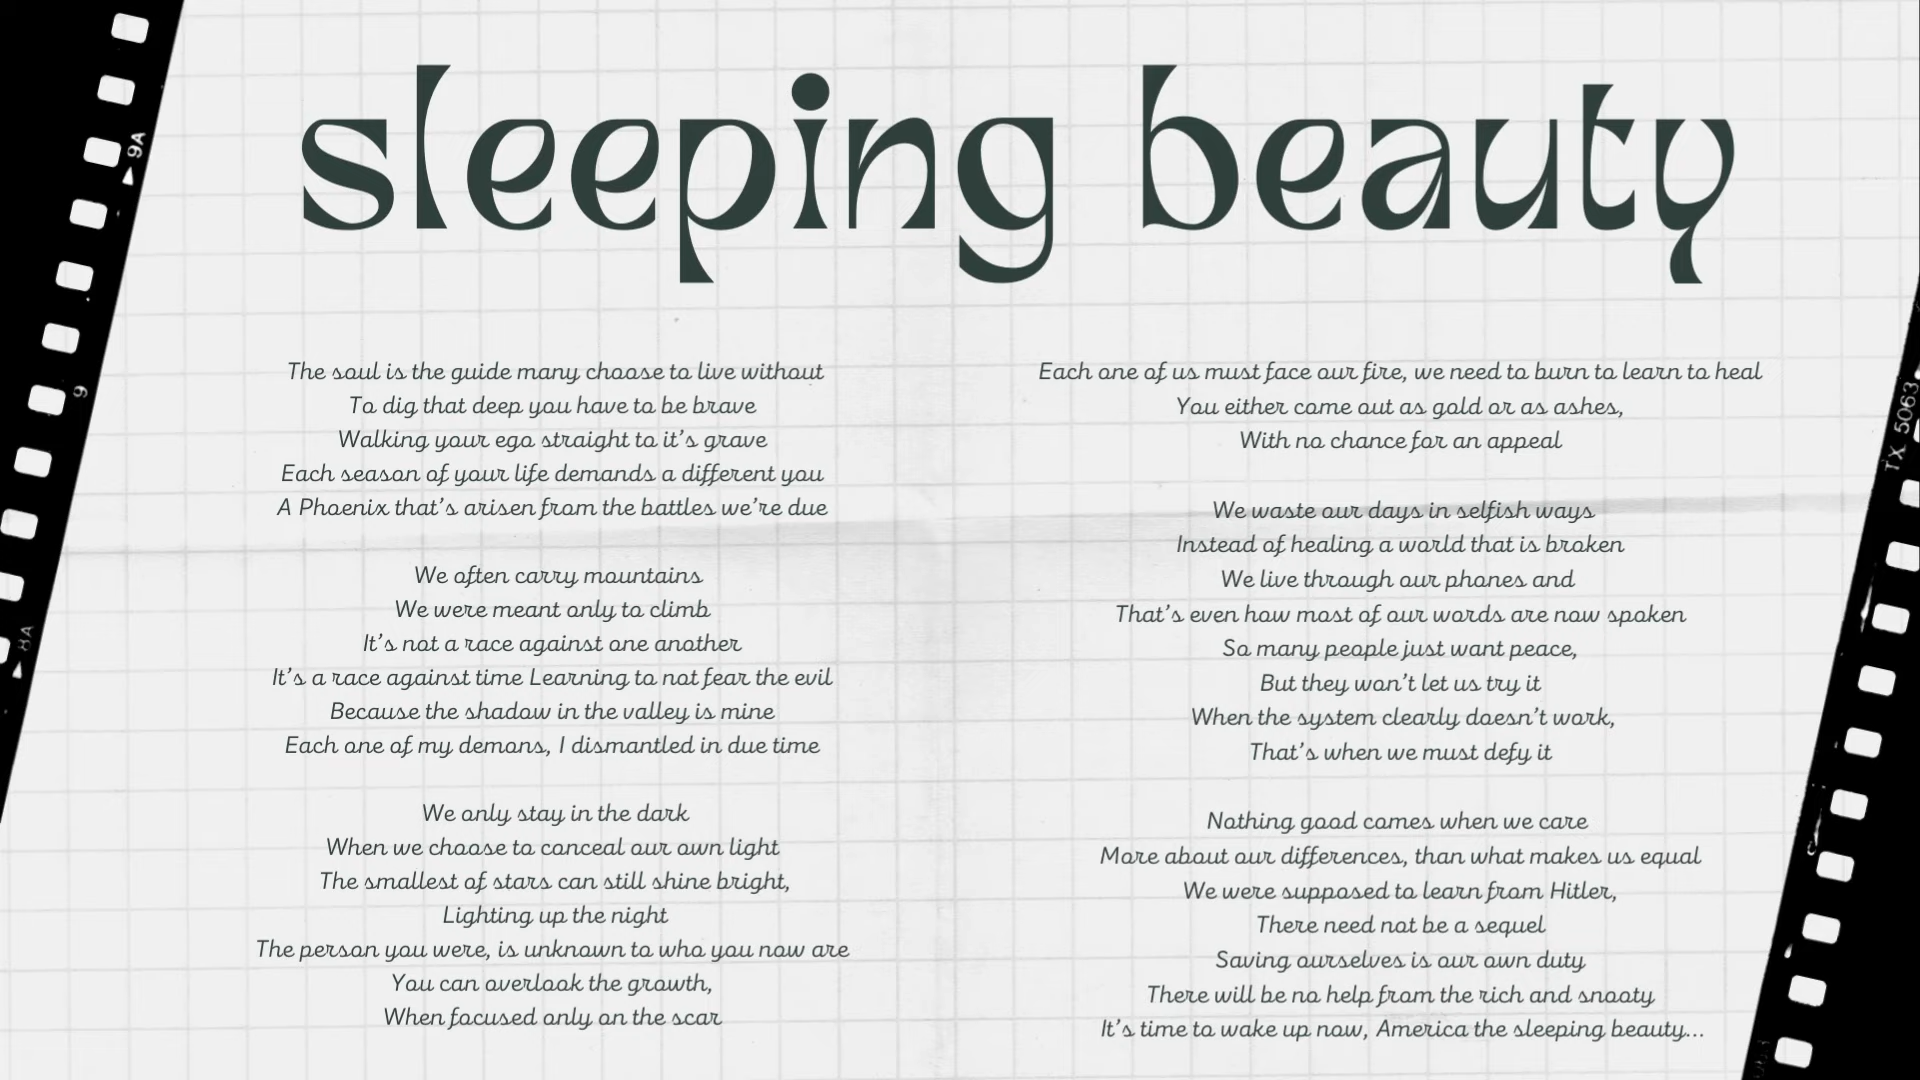 sleeping beauty
The soul is the guide many choose to live without
To dig that deep you have to be brave
Walking your ego straight to it's grave
Each season of your life demands a different you
A Phoenix that's arisen from the battles we're due
We often carry mountains
We were meant only to climb
It's not a race against one another
It's a race against time Learning to not fear the evil
Because the shadow in the valley is mine
Each one of my demons, I dismantled in due time
We only stay in the dark
When we choose to conceal our own light
The smallest of stars can still shine bright,
Lighting up the night
The person you were, is unknown to who you now are
You can overlook the growth,
When focused only on the scar
Each one of us must face our fire, we need to burn to learn to heal
You either come out as gold or as ashes,
With no chance for an appeal
We waste our days in selfish ways
Instead of healing a world that is broken
We live through our phones and
That's even how most of our words are now spoken
So many people just want peace,
But they won't let us try it
When the system clearly doesn't work,
That's when we must defy it
Nothing good comes when we care
More about our differences, than what makes us equal
We were supposed to learn from Hitler,
There need not be a sequel
Saving ourselves is our own duty
There will be no help from the rich and snooty
It's time to wake up now, America the sleeping beauty...
9A
9
8A
TX 5063